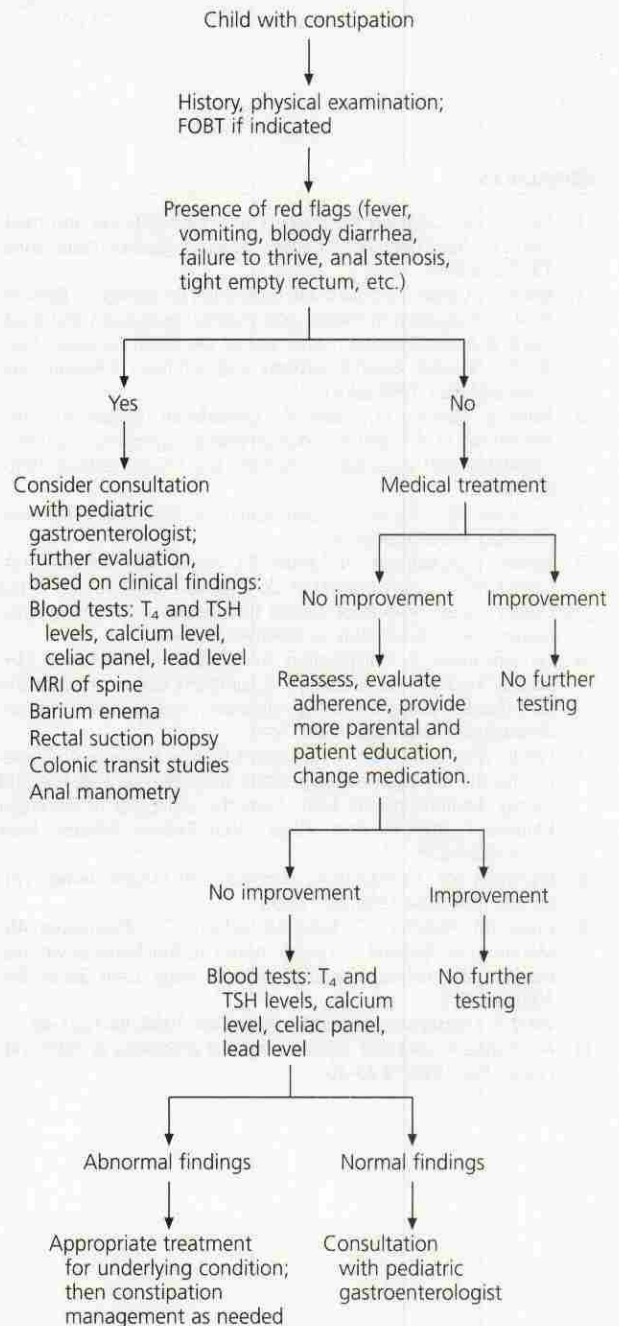 Child with constipation
History, physical examination;
FOBT if indicated
Presence of red flags (fever,
vomiting, bloody diarrhea,
failure to thrive, anal stenosis,
tight empty rectum, etc.)
Yes
No
Consider consultation
with pediatric
gastroenterologist;
further evaluation,
based on clinical findings:
Blood tests: T₄ and TSH
levels, calcium level,
celiac panel, lead level
MRI of spine
Barium enema
Rectal suction biopsy
Colonic transit studies
Anal manometry
Medical treatment
No improvement
Improvement
Reassess, evaluate
adherence, provide
more parental and
patient education,
change medication.
No further
testing
No improvement
Improvement
Blood tests: T₄ and
TSH levels, calcium
level, celiac panel,
lead level
No further
testing
Abnormal findings
Normal findings
Appropriate treatment
for underlying condition;
then constipation
management as needed
Consultation
with pediatric
gastroenterologist